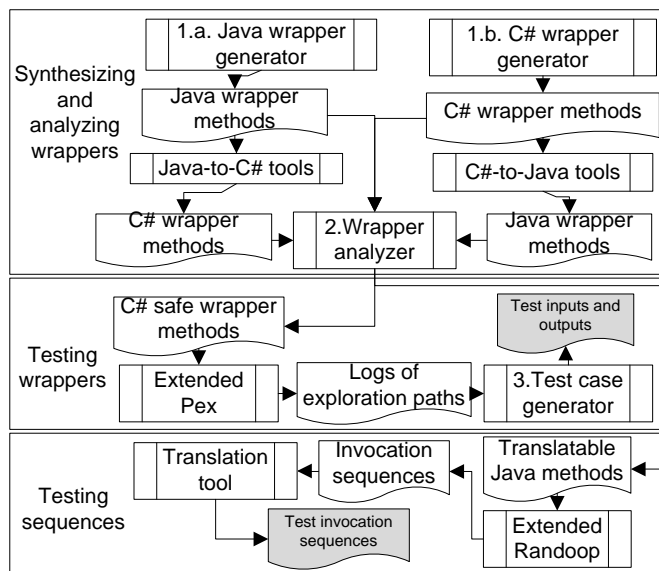 Synthesizing
and
analyzing
wrappers
1.a. Java wrapper
generator
1.b. C# wrapper
generator
Java wrapper
methods
C# wrapper methods
Java-to-C# tools
C#-to-Java tools
C# wrapper
methods
2.Wrapper
analyzer
Java wrapper
methods
Testing
wrappers
C# safe wrapper
methods
Test inputs and
outputs
Extended
Pex
Logs of
exploration paths
3.Test case
generator
Testing
sequences
Translation
tool
Invocation
sequences
Translatable
Java methods
Test invocation
sequences
Extended
Randoop